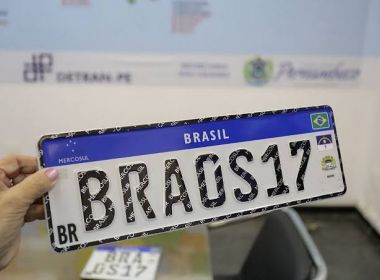 DETRAN-PE
Pernambuco
BRASIL
MERCOSUL
BRA0S17
BR
BRA
0S17